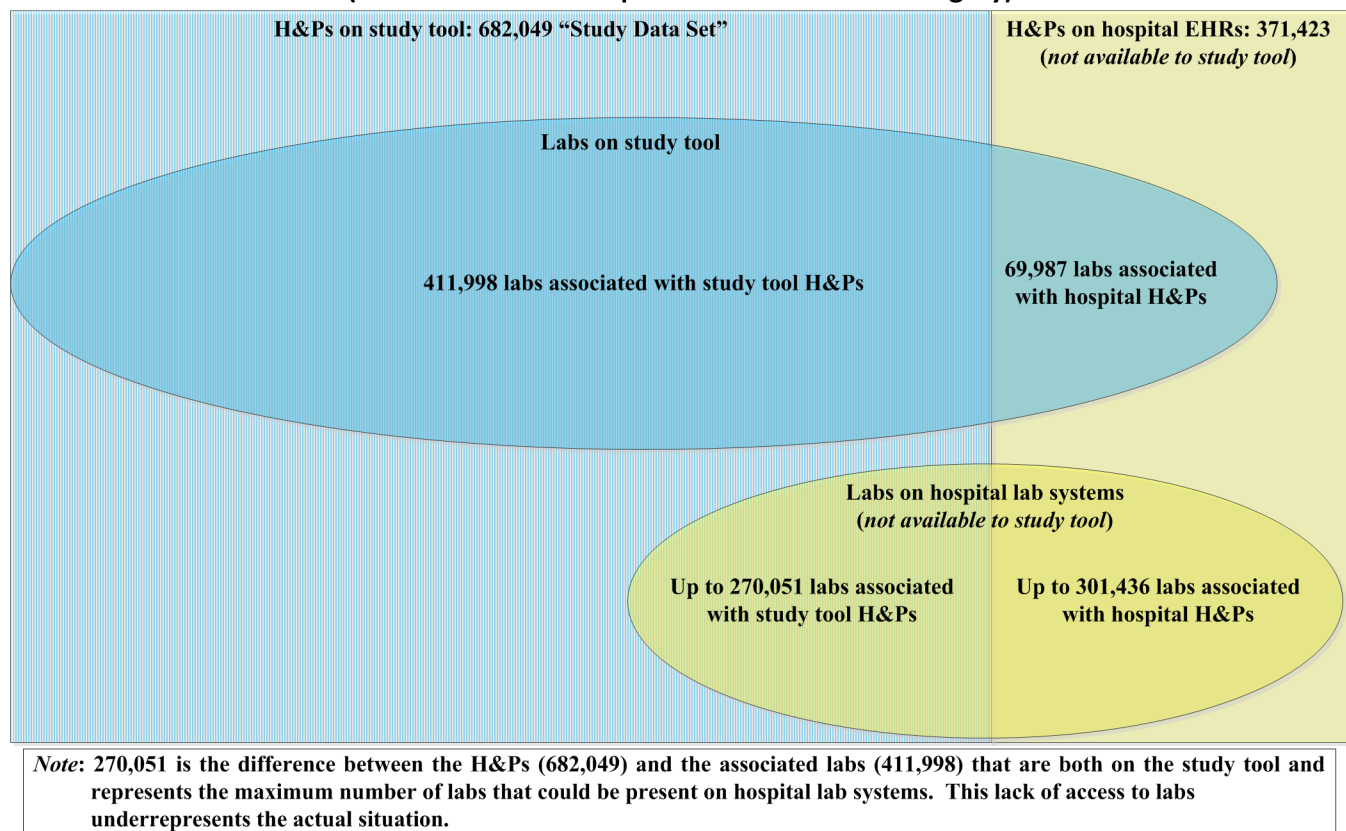 H&Ps on study tool: 682,049 “Study Data Set”
H&Ps on hospital EHRs: 371,423
(not available to study tool)
Labs on study tool
411,998 labs associated with study tool H&Ps
69,987 labs associated
with hospital H&Ps
Labs on hospital lab systems
(not available to study tool)
Up to 270,051 labs associated
with study tool H&Ps
Up to 301,436 labs associated
with hospital H&Ps
Note: 270,051 is the difference between the H&Ps (682,049) and the associated labs (411,998) that are both on the study tool and
represents the maximum number of labs that could be present on hospital lab systems. This lack of access to labs
underrepresents the actual situation.